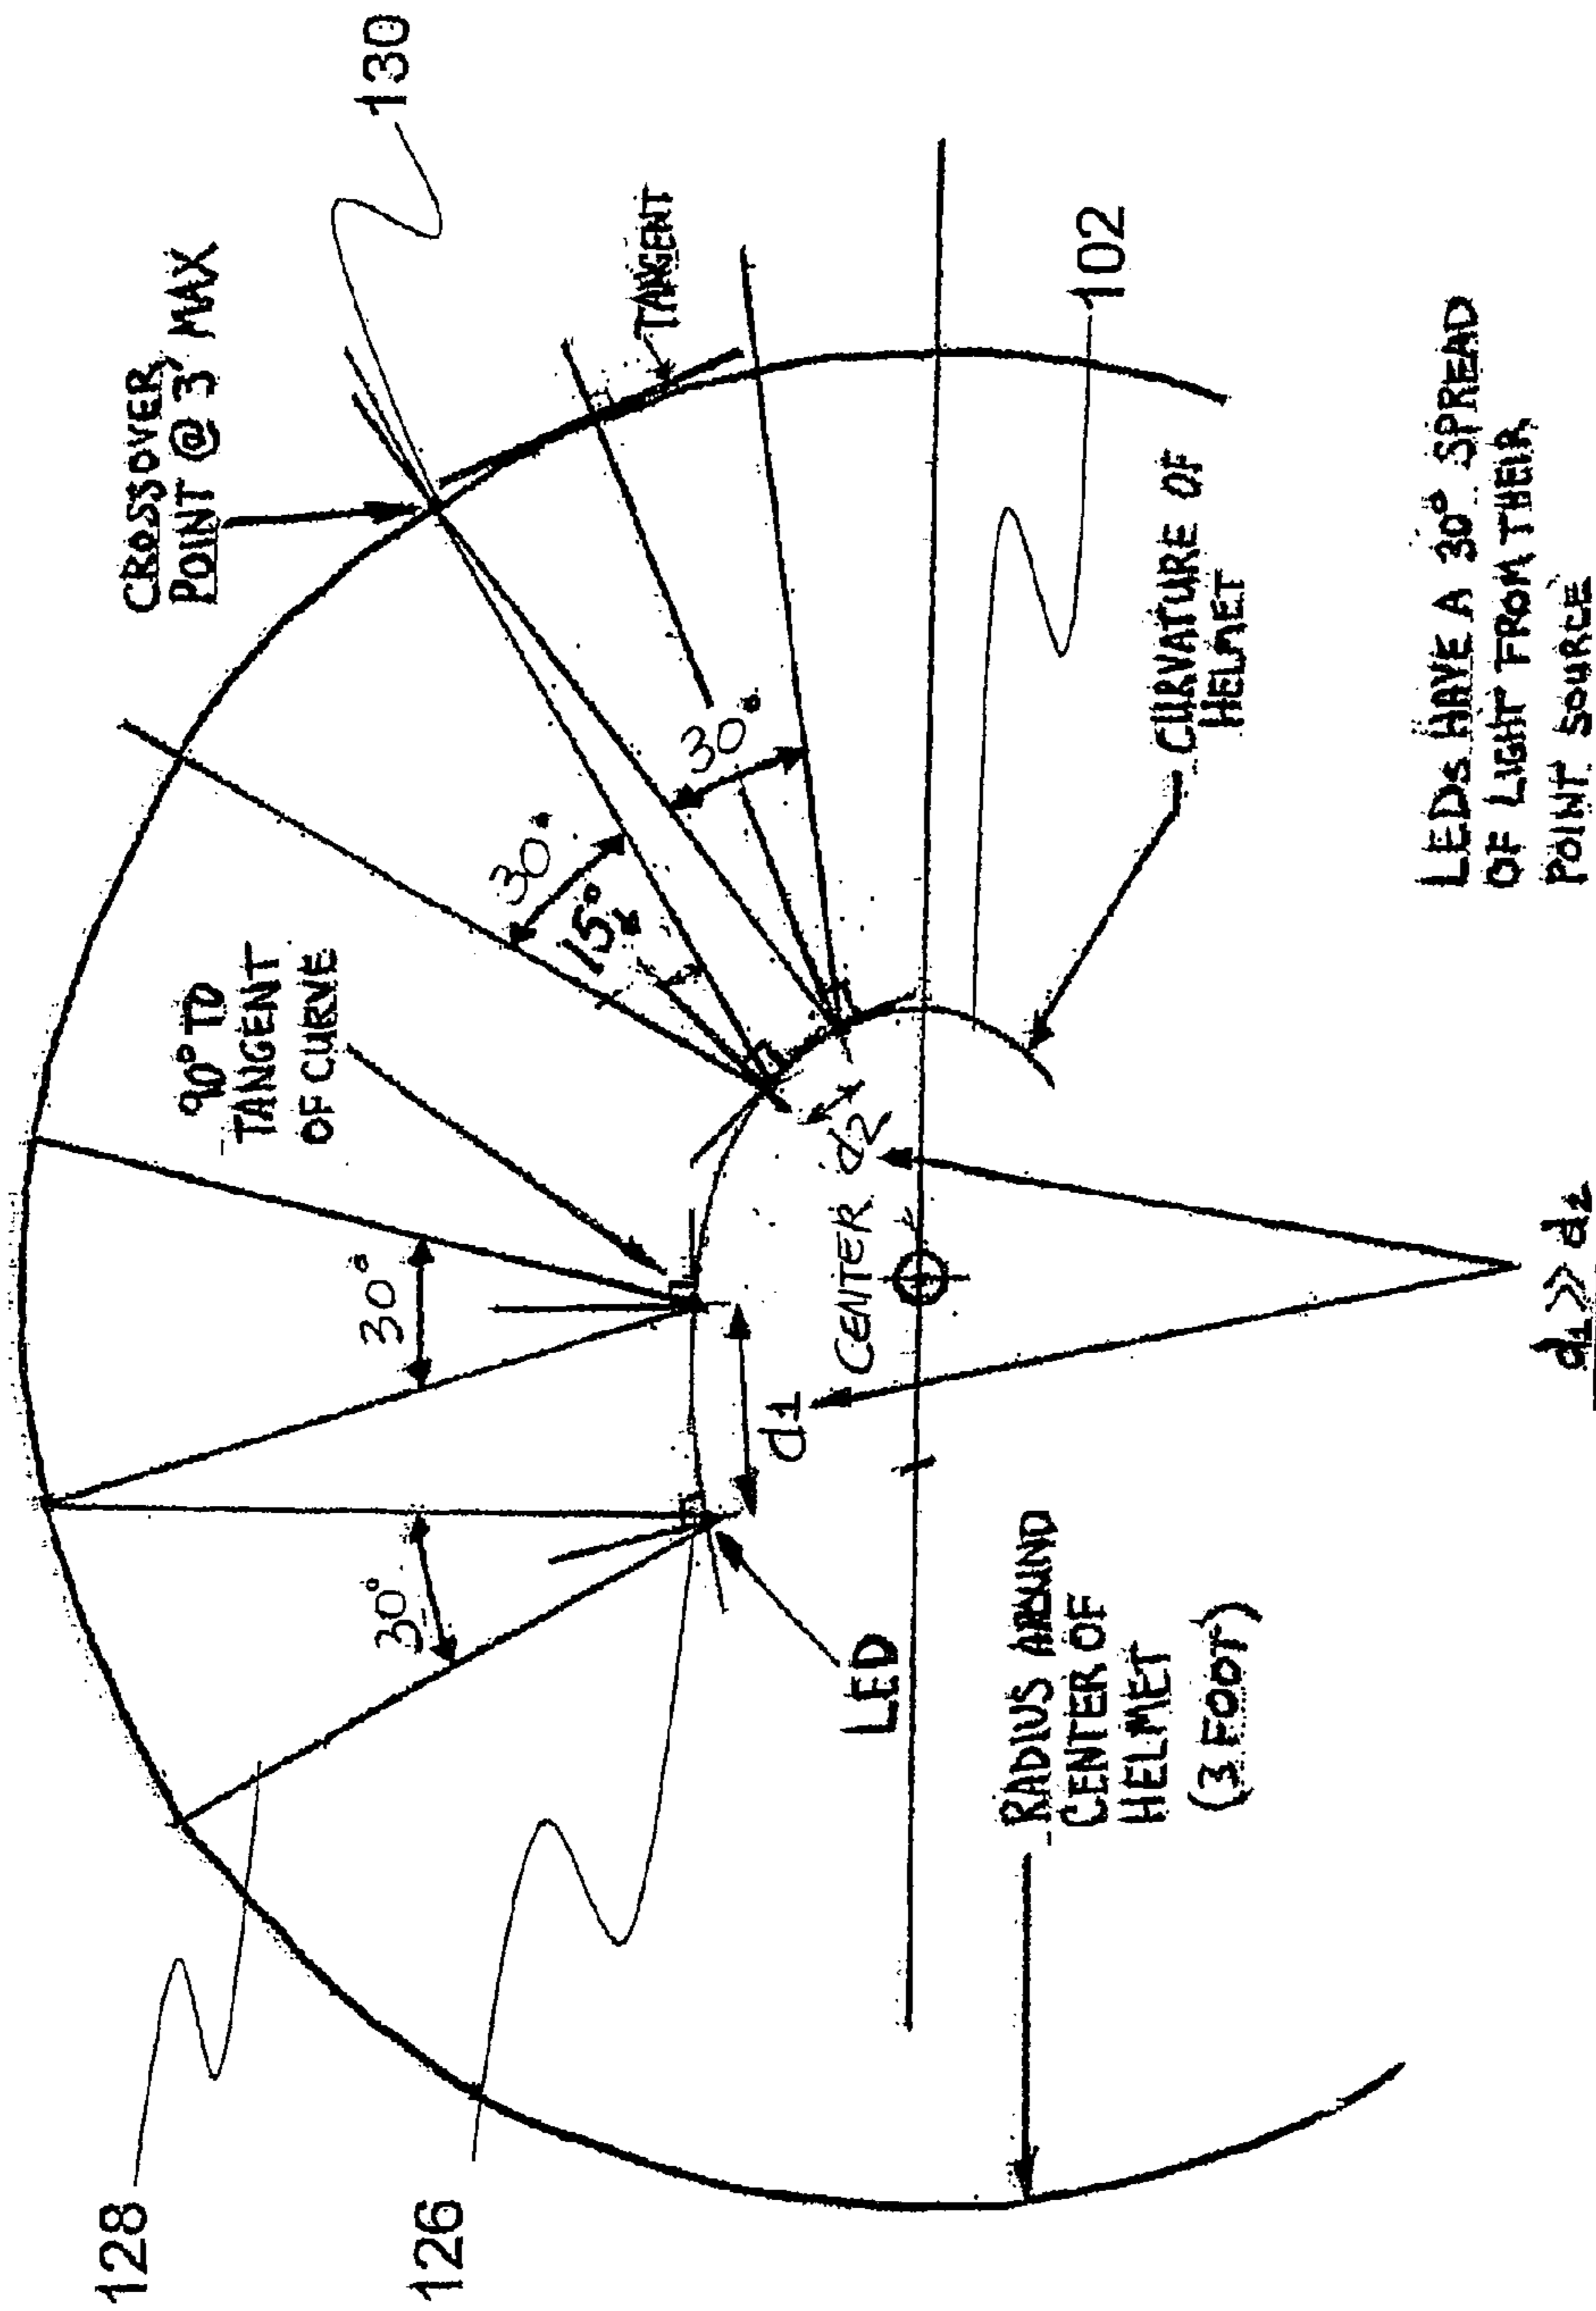 130
CROSSOVER
POINT @ 3' MAX
TANGENT
102
90° TO
TANGENT
OF CURVE
30°
30°
15°
30°
30°
CURVATURE OF
HELMET
LEDS HAVE A 30° SPREAD
OF LIGHT FROM THEIR
POINT SOURCE
CENTER
d2
d1
d1>>d2
LED
RADIUS AROUND
CENTER OF
HELMET
(3 FOOT)
128
126